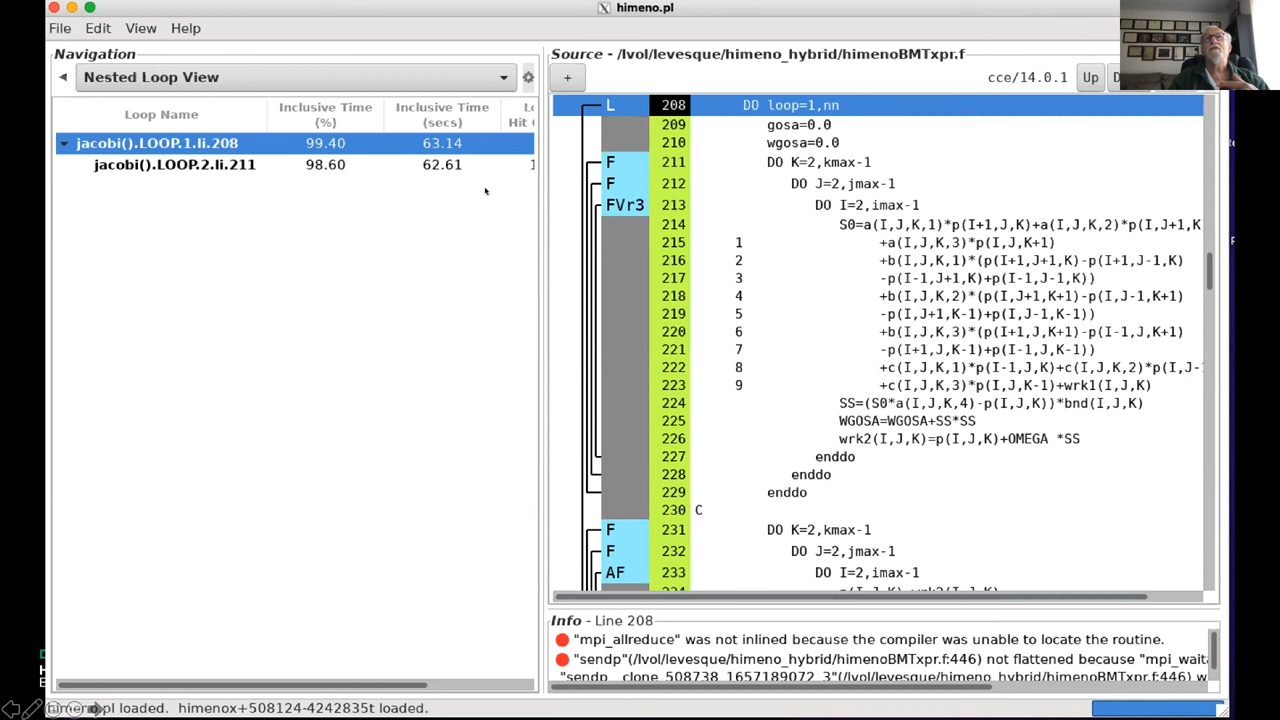 himeno.pl
File Edit View Help
Navigation
Nested Loop View
Loop Name Inclusive Time (%) Inclusive Time (secs) Hit
jacobi().LOOP.1.li.208 99.40 63.14
jacobi().LOOP.2.li.211 98.60 62.61 1
Source - /lvol/levesque/himeno_hybrid/himenoBMTxpr.f
+ cce/14.0.1 Up
L 208 DO loop=1,nn
209 gosa=0.0
210 wgosa=0.0
F 211 DO K=2,kmax-1
F 212 DO J=2,jmax-1
FVr3 213 DO I=2,imax-1
214 S0=a(I,J,K,1)*p(I+1,J,K)+a(I,J,K,2)*p(I,J+1,K
215 1 +a(I,J,K,3)*p(I,J,K+1)
216 2 +b(I,J,K,1)*(p(I+1,J+1,K)-p(I+1,J-1,K)
217 3 -p(I-1,J+1,K)+p(I-1,J-1,K))
218 4 +b(I,J,K,2)*(p(I,J+1,K+1)-p(I,J-1,K+1)
219 5 -p(I,J+1,K-1)+p(I,J-1,K-1))
220 6 +b(I,J,K,3)*(p(I+1,J,K+1)-p(I-1,J,K+1)
221 7 -p(I+1,J,K-1)+p(I-1,J,K-1))
222 8 +c(I,J,K,1)*p(I-1,J,K)+c(I,J,K,2)*p(I,J-
223 9 +c(I,J,K,3)*p(I,J,K-1)+wrk1(I,J,K)
224 SS=(S0*a(I,J,K,4)-p(I,J,K))*bnd(I,J,K)
225 WGOSA=WGOSA+SS*SS
226 wrk2(I,J,K)=p(I,J,K)+OMEGA *SS
227 enddo
228 enddo
229 enddo
230 C
F 231 DO K=2,kmax-1
F 232 DO J=2,jmax-1
AF 233 DO I=2,imax-1
Info - Line 208
"mpi_allreduce" was not inlined because the compiler was unable to locate the routine.
"sendp"(/lvol/levesque/himeno_hybrid/himenoBMTxpr.f:446) not flattened because "mpi_wait
"sendp__clone_508738_1657189072_3"(/lvol/levesque/himeno_hybrid/himenoBMTxpr.f:446) w
himenox+508124-4242835t loaded.